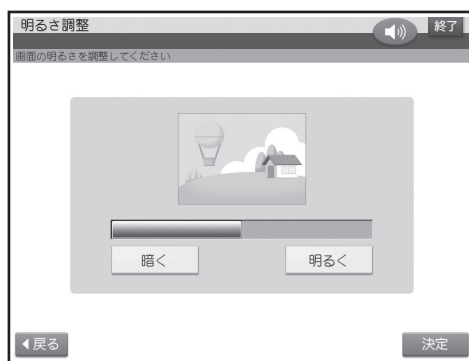 明るさ調整
終了
画面の明るさを調整してください
暗く
明るく
戻る
決定